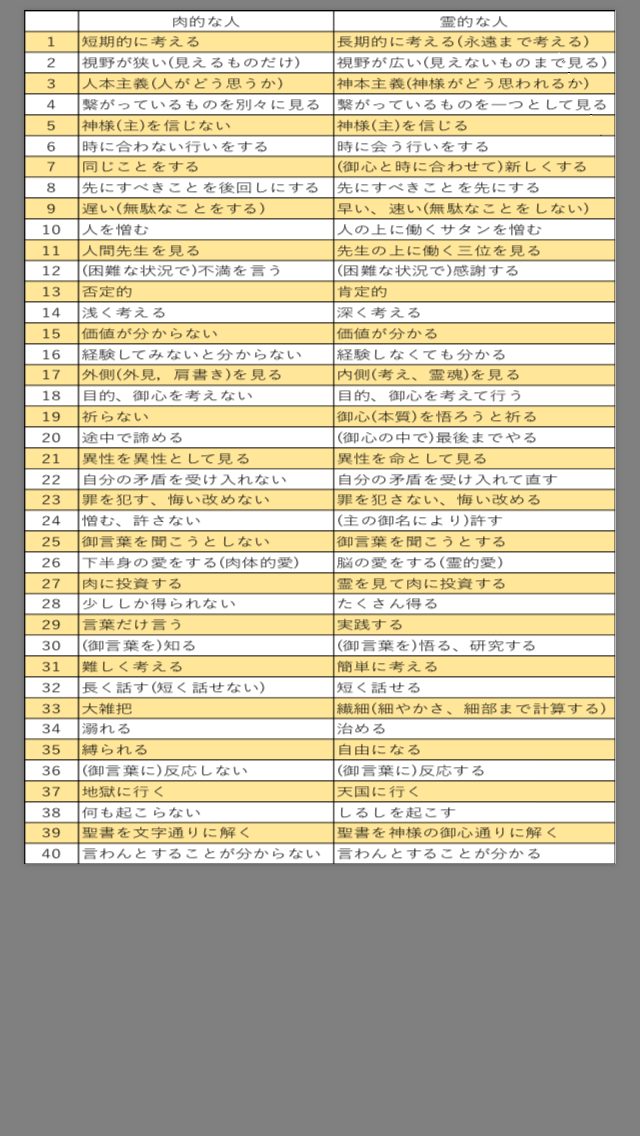 肉的な人 霊的な人
1 短期的に考える 長期的に考える(永遠まで考える)
2 視野が狭い(見えるものだけ) 視野が広い(見えないものまで見る)
3 人本主義(人がどう思うか) 神本主義(神様がどう思われるか)
4 繋がっているものを別々に見る 繋がっているものを一つとして見る
5 神様(主)を信じない 神様(主)を信じる
6 時に合わない行いをする 時に会う行いをする
7 同じことをする (御心と時に合わせて)新しくする
8 先にすべきことを後回しにする 先にすべきことを先にする
9 遅い(無駄なことをする) 早い、速い(無駄なことをしない)
10 人を憎む 人の上に働くサタンを憎む
11 人間先生を見る 先生の上に働く三位を見る
12 (困難な状況で)不満を言う (困難な状況で)感謝する
13 否定的 肯定的
14 浅く考える 深く考える
15 価値が分からない 価値が分かる
16 経験してみないと分からない 経験しなくても分かる
17 外側(外見，肩書き)を見る 内側(考え、霊魂)を見る
18 目的、御心を考えない 目的、御心を考えて行う
19 祈らない 御心(本質)を悟ろうと祈る
20 途中で諦める (御心の中で)最後までやる
21 異性を異性として見る 異性を命として見る
22 自分の矛盾を受け入れない 自分の矛盾を受け入れて直す
23 罪を犯す、悔い改めない 罪を犯さない、悔い改める
24 憎む、許さない (主の御名により)許す
25 御言葉を聞こうとしない 御言葉を聞こうとする
26 下半身の愛をする(肉体的愛) 脳の愛をする(霊的愛)
27 肉に投資する 霊を見て肉に投資する
28 少ししか得られない たくさん得る
29 言葉だけ言う 実践する
30 (御言葉を)知る (御言葉を)悟る、研究する
31 難しく考える 簡単に考える
32 長く話す(短く話せない) 短く話せる
33 大雑把 繊細(細やかさ、細部まで計算する)
34 溺れる 治める
35 縛られる 自由になる
36 (御言葉に)反応しない (御言葉に)反応する
37 地獄に行く 天国に行く
38 何も起こらない しるしを起こす
39 聖書を文字通りに解く 聖書を神様の御心通りに解く
40 言わんとすることが分からない 言わんとすることが分かる